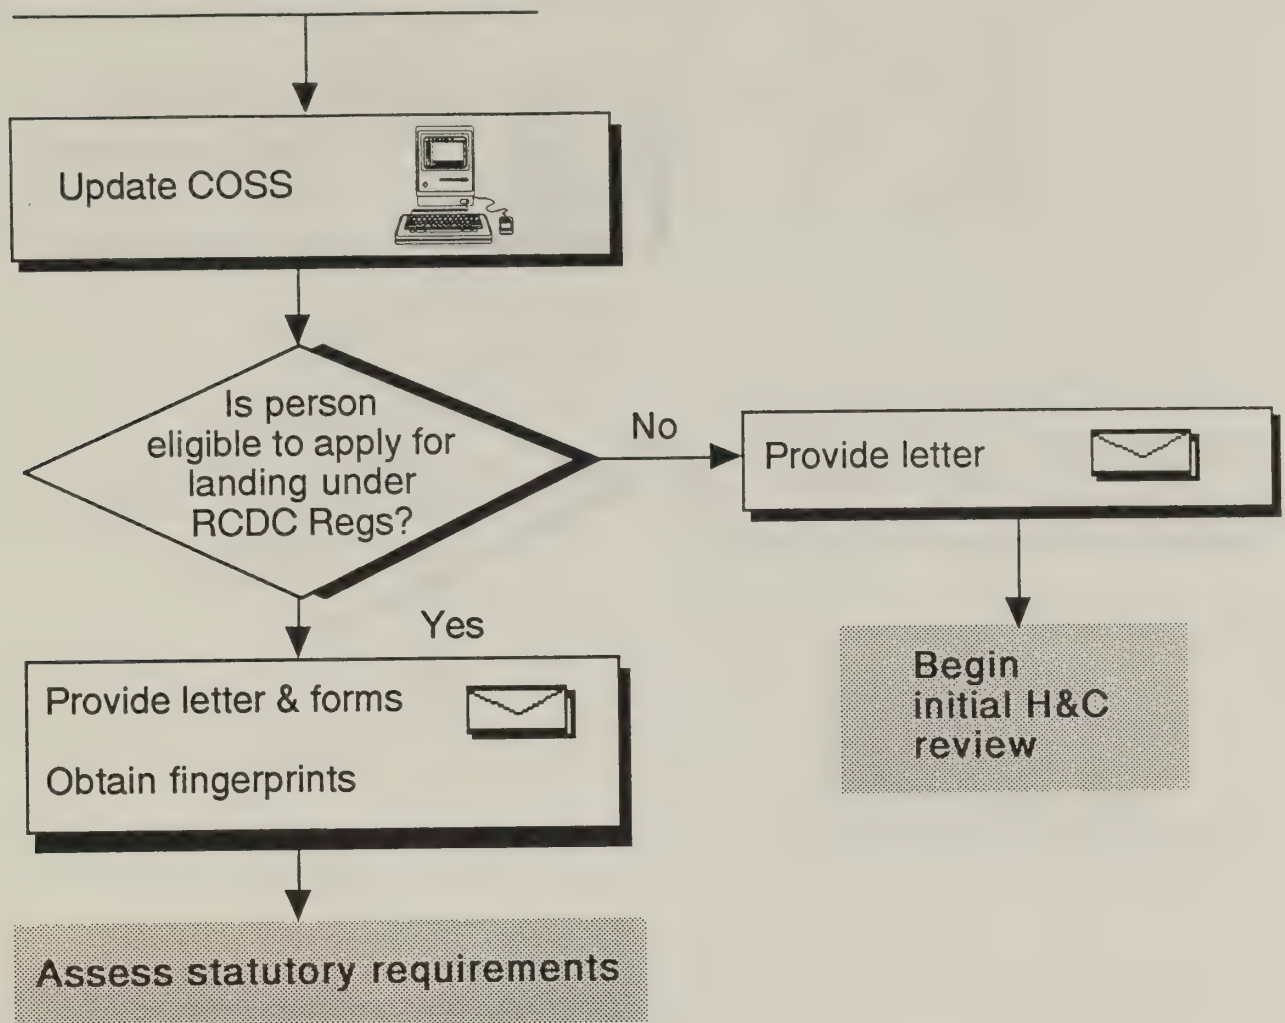 Update COSS
Is person
eligible to apply for
landing under
RCDC Regs?
No
Provide letter
Yes
Provide letter & forms
Obtain fingerprints
Begin
initial H&C
review
Assess statutory requirements